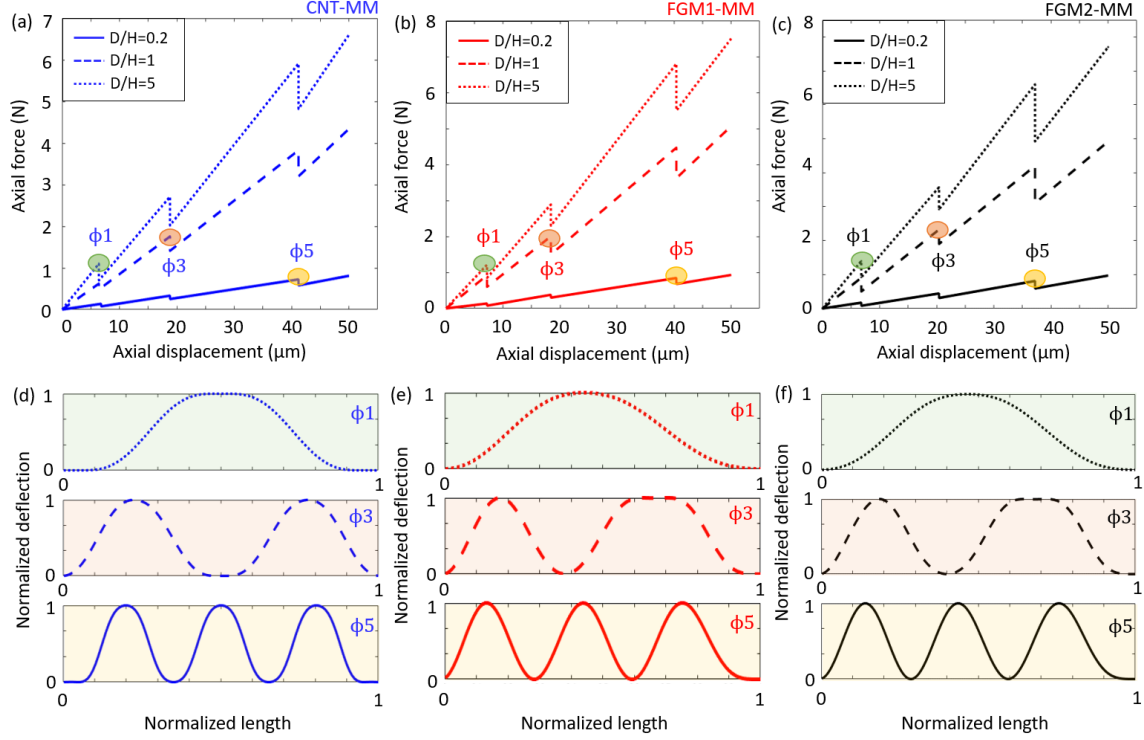 CNT-MM
(a)
D/H=0.2
D/H=1
D/H=5
ϕ1
ϕ3
ϕ5
7
6
5
4
3
2
1
0
Axial force (N)
0 10 20 30 40 50
Axial displacement (μm)
FGM1-MM
(b)
D/H=0.2
D/H=1
D/H=5
ϕ1
ϕ3
ϕ5
8
6
4
2
0
Axial force (N)
0 10 20 30 40 50
Axial displacement (μm)
FGM2-MM
(c)
D/H=0.2
D/H=1
D/H=5
ϕ1
ϕ3
ϕ5
8
6
4
2
0
Axial force (N)
0 10 20 30 40 50
Axial displacement (μm)
(d)
1
0
ϕ1
1
0
ϕ3
0 1
1
0
ϕ5
0 1
Normalized deflection
Normalized length
(e)
1
0
ϕ1
1
0
ϕ3
0 1
1
0
ϕ5
0 1
Normalized deflection
Normalized length
(f)
1
0
ϕ1
1
0
ϕ3
0 1
1
0
ϕ5
0 1
Normalized deflection
Normalized length